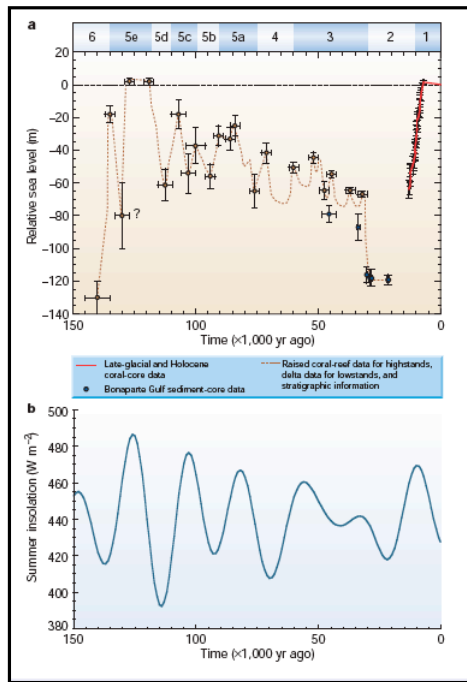 a
6 5e 5d 5c 5b 5a 4 3 2 1
20
0
−20
−40
−60
−80
−100
−120
−140
?
Relative sea level (m)
150 100 50 0
Time (×1,000 yr ago)
Late-glacial and Holocene
coral-core data
Bonaparte Gulf sediment-core data
Raised coral-reef data for highstands,
delta data for lowstands, and
stratigraphic information
b
500
480
460
440
420
400
380
Summer insolation (W m⁻²)
150 100 50 0
Time (×1,000 yr ago)